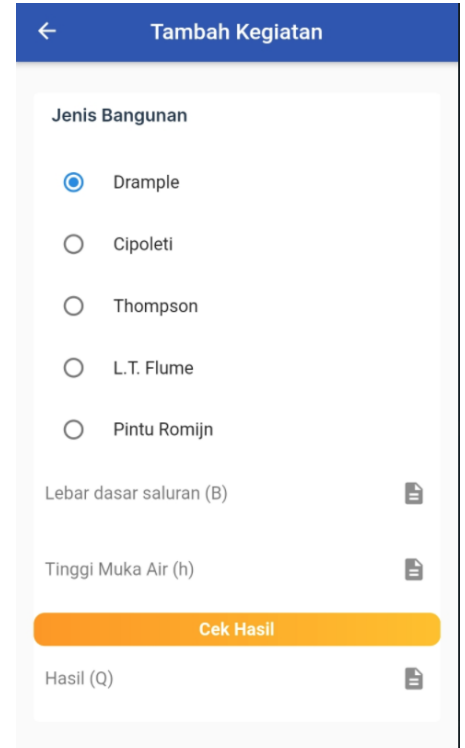 Tambah Kegiatan
Jenis Bangunan
Drample
Cipoleti
Thompson
L.T. Flume
Pintu Romijn
Lebar dasar saluran (B)
Tinggi Muka Air (h)
Cek Hasil
Hasil (Q)